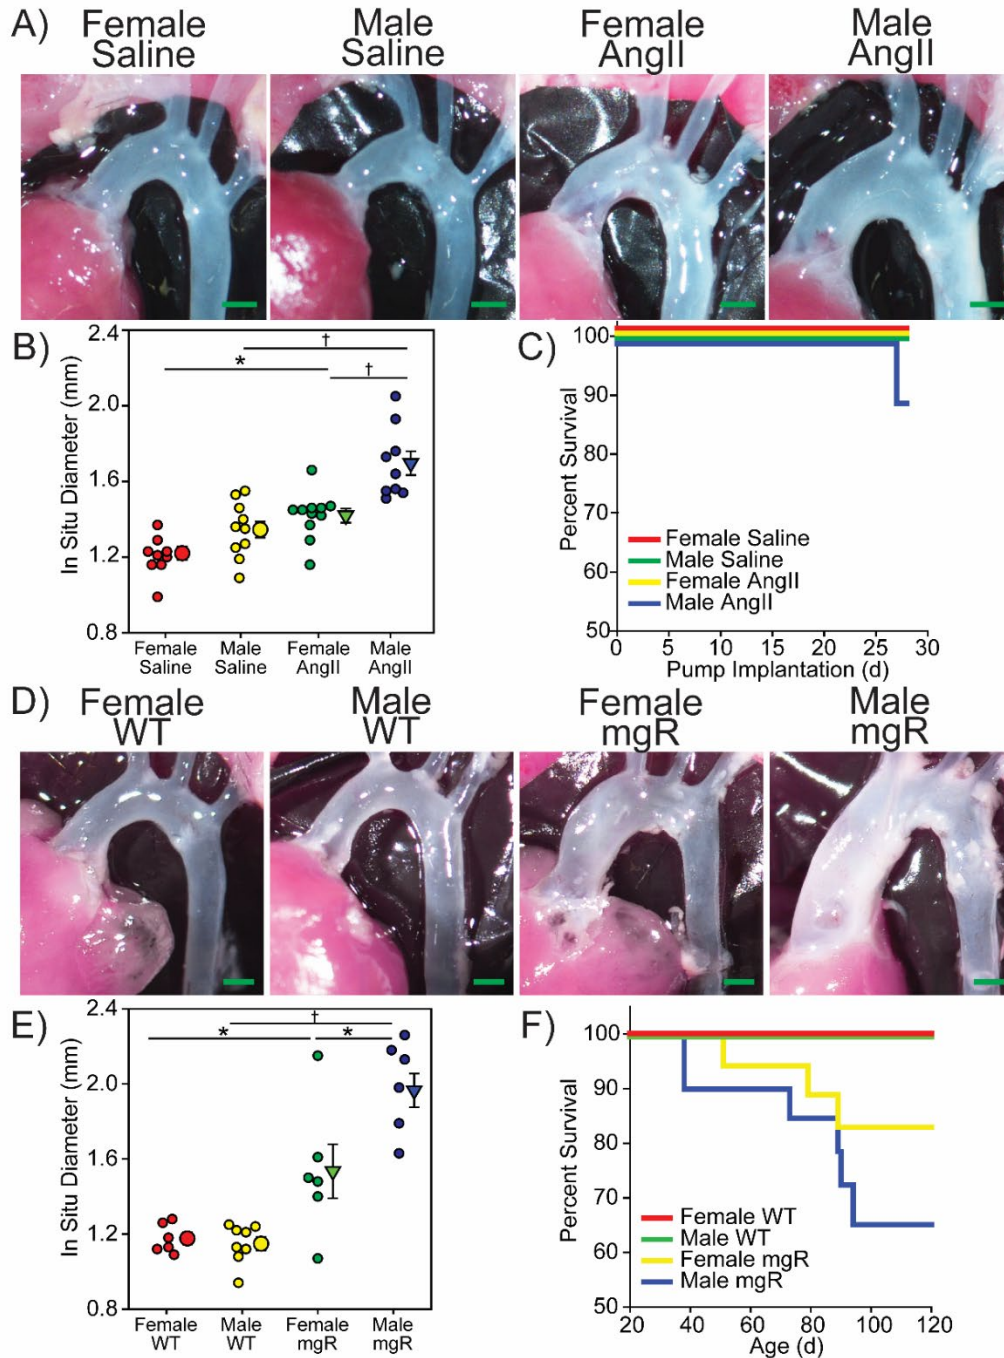 A)
Female
Saline
Male
Saline
Female
AngII
Male
AngII
B)
In Situ Diameter (mm)
2.4
2.0
1.6
1.2
0.8
†
*
†
Female
Saline
Male
Saline
Female
AngII
Male
AngII
C)
Percent Survival
100
90
80
70
60
50
Female Saline
Male Saline
Female AngII
Male AngII
0
5
10
15
20
25
30
Pump Implantation (d)
D)
Female
WT
Male
WT
Female
mgR
Male
mgR
E)
In Situ Diameter (mm)
2.4
2.0
1.6
1.2
0.8
†
*
*
Female
WT
Male
WT
Female
mgR
Male
mgR
F)
Percent Survival
100
90
80
70
60
50
Female WT
Male WT
Female mgR
Male mgR
20
40
60
80
100
120
Age (d)